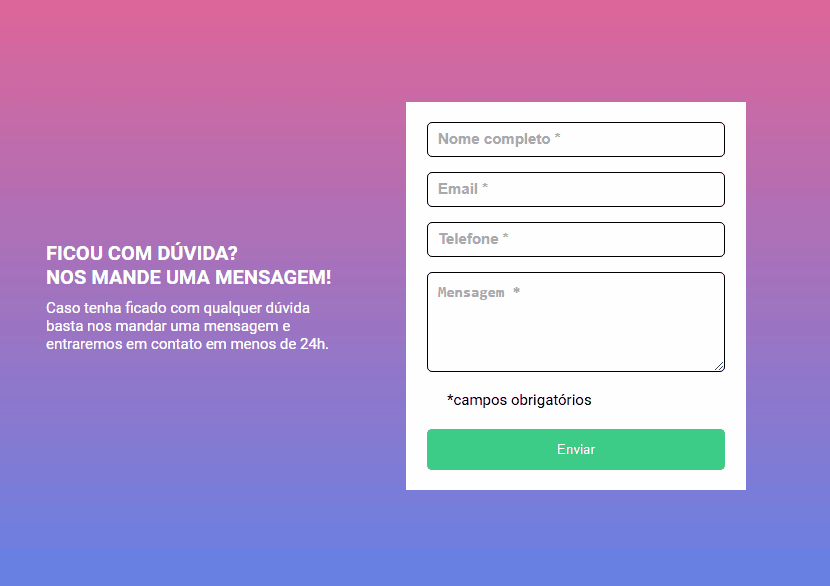 FICOU COM DÚVIDA?
NOS MANDE UMA MENSAGEM!
Caso tenha ficado com qualquer dúvida
basta nos mandar uma mensagem e
entraremos em contato em menos de 24h.
Nome completo *
Email *
Telefone *
Mensagem *
*campos obrigatórios
Enviar